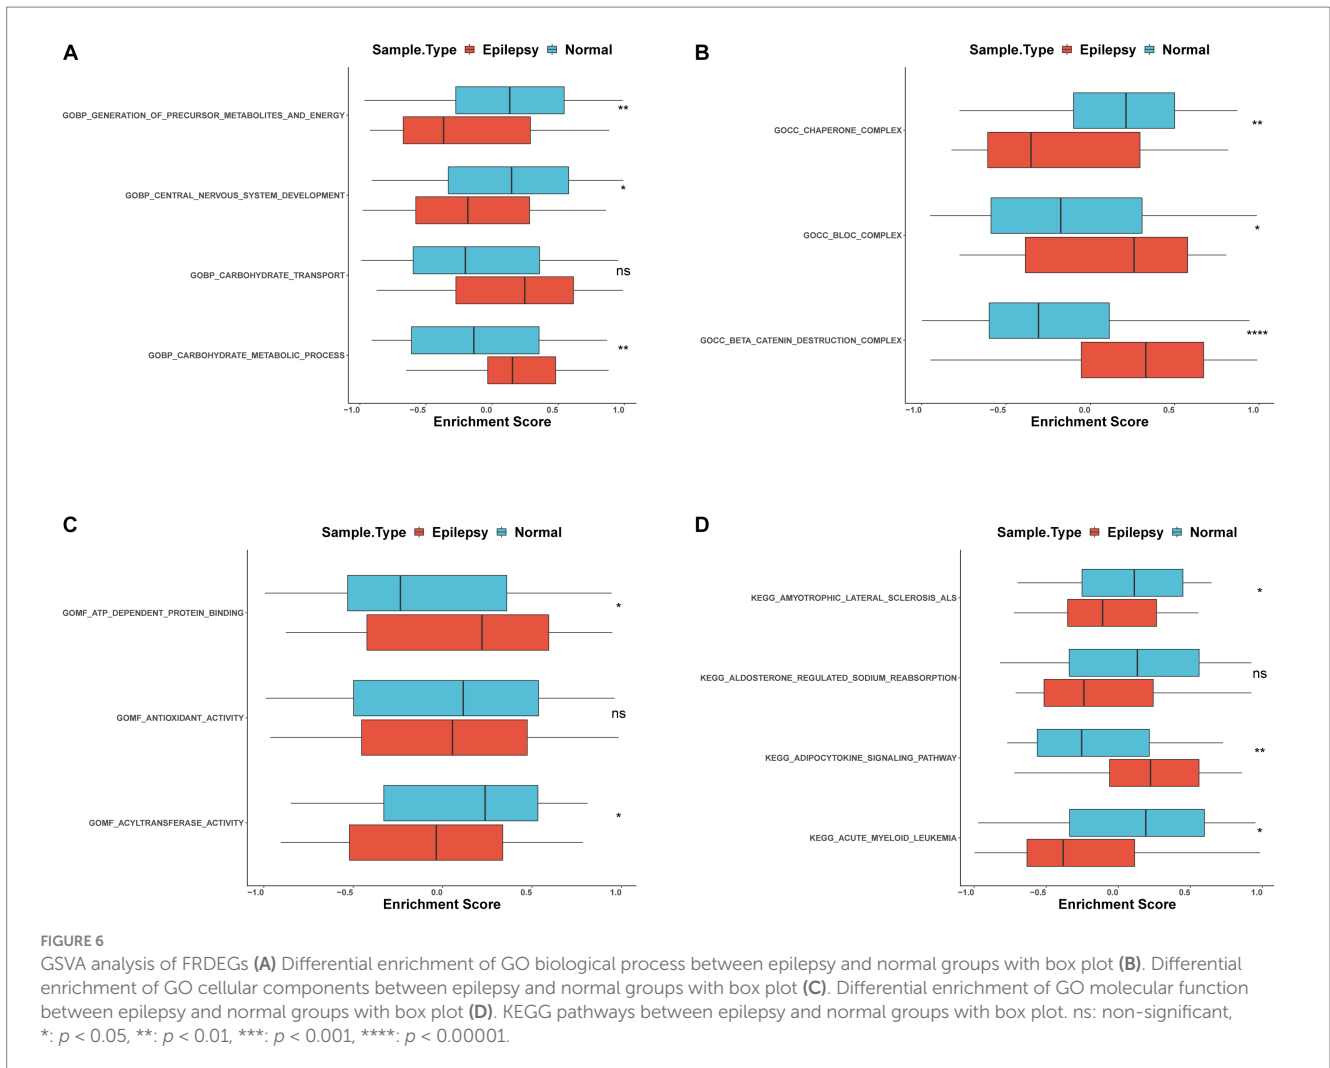 A
Sample.Type Epilepsy Normal
GOBP_GENERATION_OF_PRECURSOR_METABOLITES_AND_ENERGY
**
GOBP_CENTRAL_NERVOUS_SYSTEM_DEVELOPMENT
*
GOBP_CARBOHYDRATE_TRANSPORT
ns
GOBP_CARBOHYDRATE_METABOLIC_PROCESS
**
−1.0 −0.5 0.0 0.5 1.0
Enrichment Score
B
Sample.Type Epilepsy Normal
GOCC_CHAPERONE_COMPLEX
**
GOCC_BLOC_COMPLEX
*
GOCC_BETA_CATENIN_DESTRUCTION_COMPLEX
****
−1.0 −0.5 0.0 0.5 1.0
Enrichment Score
C
Sample.Type Epilepsy Normal
GOMF_ATP_DEPENDENT_PROTEIN_BINDING
*
GOMF_ANTIOXIDANT_ACTIVITY
ns
GOMF_ACYLTRANSFERASE_ACTIVITY
*
−1.0 −0.5 0.0 0.5 1.0
Enrichment Score
D
Sample.Type Epilepsy Normal
KEGG_AMYOTROPHIC_LATERAL_SCLEROSIS_ALS
*
KEGG_ALDOSTERONE_REGULATED_SODIUM_REABSORPTION
ns
KEGG_ADIPOCYTOKINE_SIGNALING_PATHWAY
**
KEGG_ACUTE_MYELOID_LEUKEMIA
*
−1.0 −0.5 0.0 0.5 1.0
Enrichment Score
FIGURE 6
GSVA analysis of FRDEGs (A) Differential enrichment of GO biological process between epilepsy and normal groups with box plot (B). Differential
enrichment of GO cellular components between epilepsy and normal groups with box plot (C). Differential enrichment of GO molecular function
between epilepsy and normal groups with box plot (D). KEGG pathways between epilepsy and normal groups with box plot. ns: non-significant,
*: p < 0.05, **: p < 0.01, ***: p < 0.001, ****: p < 0.00001.